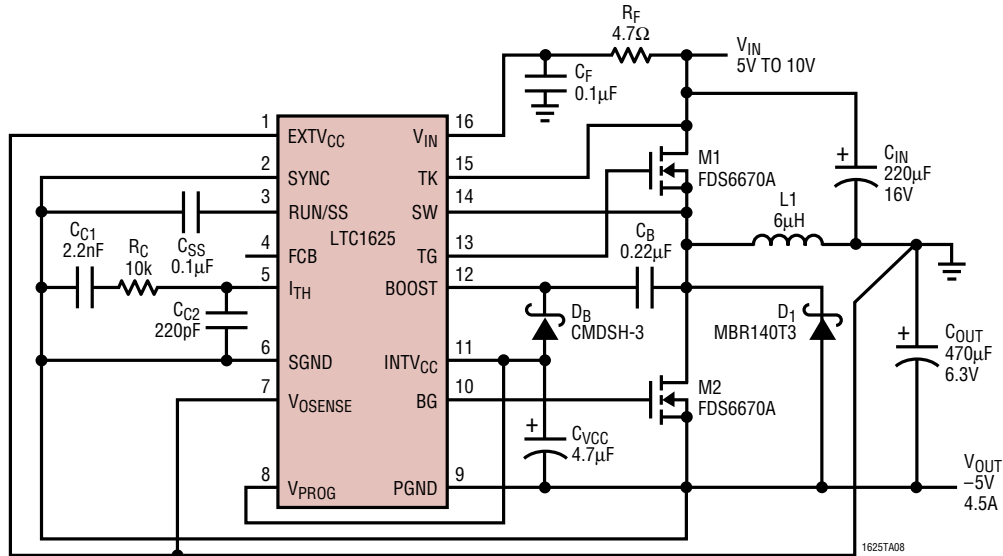 R_F
4.7Ω
V_IN
5V TO 10V
C_F
0.1µF
1 EXTV_CC V_IN 16
2 SYNC TK 15
3 RUN/SS SW 14
LTC1625
4 FCB TG 13
5 I_TH BOOST 12
6 SGND INTV_CC 11
7 V_OSENSE BG 10
8 V_PROG PGND 9
M1
FDS6670A
+
C_IN
220µF
16V
L1
6µH
C_C1
2.2nF
R_C
10k
C_SS
0.1µF
C_C2
220pF
C_B
0.22µF
D_B
CMDSH-3
D_1
MBR140T3
+
C_OUT
470µF
6.3V
M2
FDS6670A
+
C_VCC
4.7µF
V_OUT
–5V
4.5A
1625TA08